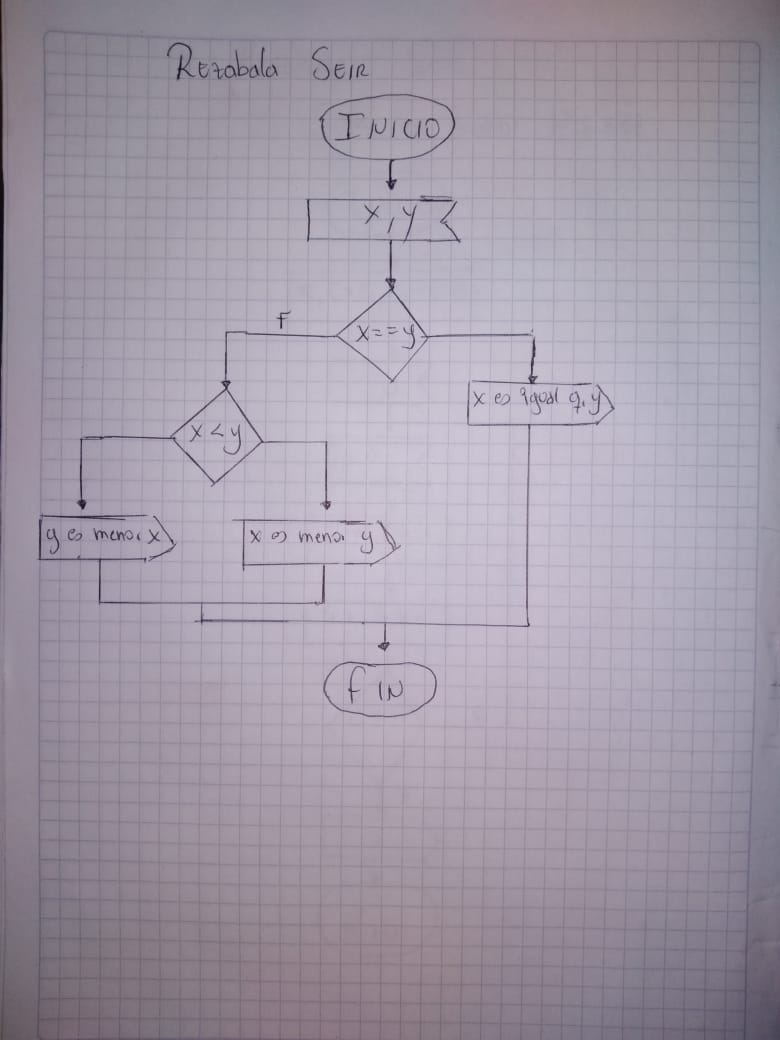 Rezabala Seir
INICIO
x, y
F
x == y
x es igual q. y
x < y
y es menor x
x es menor y
FIN